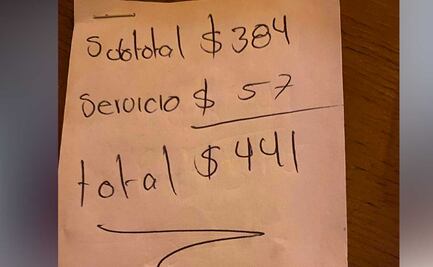 Subtotal $384
Servicio $ 57
total $441